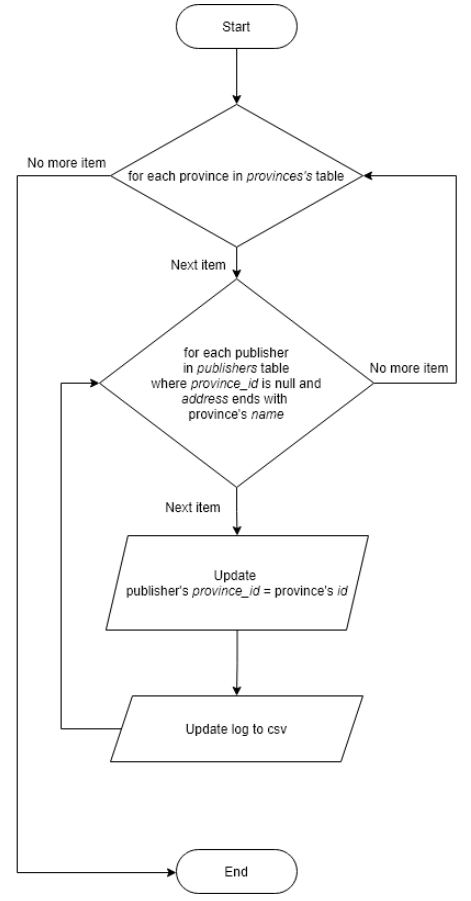 Start
No more item
for each province in provinces's table
Next item
for each publisher
in publishers table
where province_id is null and
address ends with
province's name
No more item
Next item
Update
publisher's province_id = province's id
Update log to csv
End